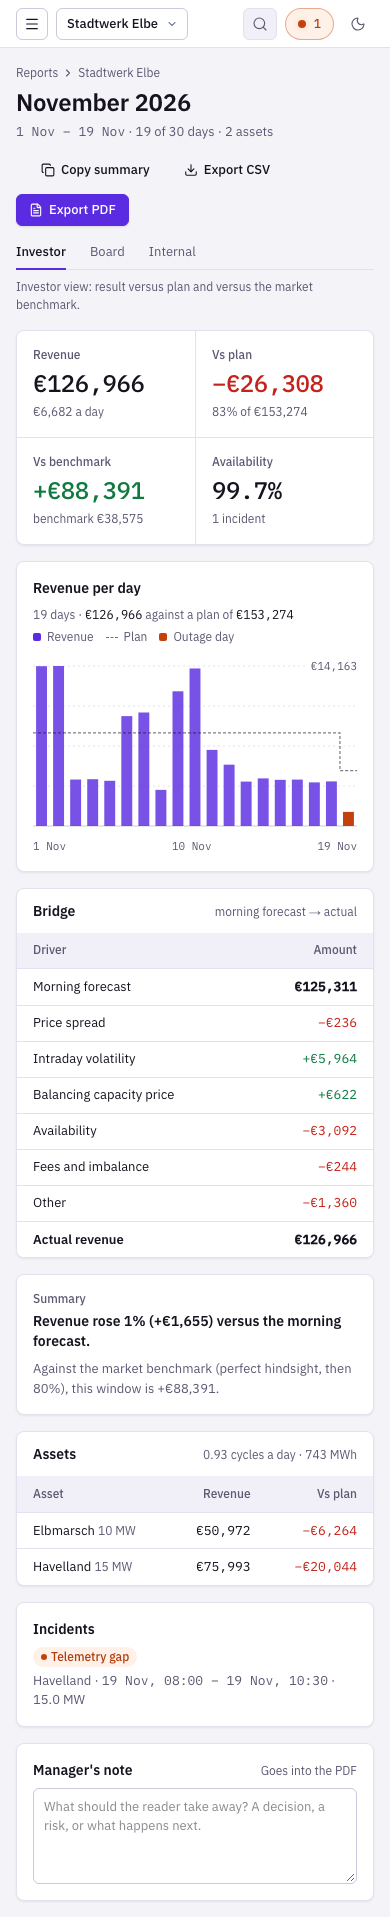 Stadtwerk Elbe
1
Reports > Stadtwerk Elbe
November 2026
1 Nov – 19 Nov · 19 of 30 days · 2 assets
Copy summary
Export CSV
Export PDF
Investor Board Internal
Investor view: result versus plan and versus the market
benchmark.
Revenue
€126,966
€6,682 a day
Vs plan
−€26,308
83% of €153,274
Vs benchmark
+€88,391
benchmark €38,575
Availability
99.7%
1 incident
Revenue per day
19 days · €126,966 against a plan of €153,274
Revenue --- Plan Outage day
€14,163
1 Nov 10 Nov 19 Nov
Bridge morning forecast → actual
Driver Amount
Morning forecast €125,311
Price spread −€236
Intraday volatility +€5,964
Balancing capacity price +€622
Availability −€3,092
Fees and imbalance −€244
Other −€1,360
Actual revenue €126,966
Summary
Revenue rose 1% (+€1,655) versus the morning
forecast.
Against the market benchmark (perfect hindsight, then
80%), this window is +€88,391.
Assets 0.93 cycles a day · 743 MWh
Asset Revenue Vs plan
Elbmarsch 10 MW €50,972 −€6,264
Havelland 15 MW €75,993 −€20,044
Incidents
Telemetry gap
Havelland · 19 Nov, 08:00 – 19 Nov, 10:30 ·
15.0 MW
Manager's note Goes into the PDF
What should the reader take away? A decision, a
risk, or what happens next.